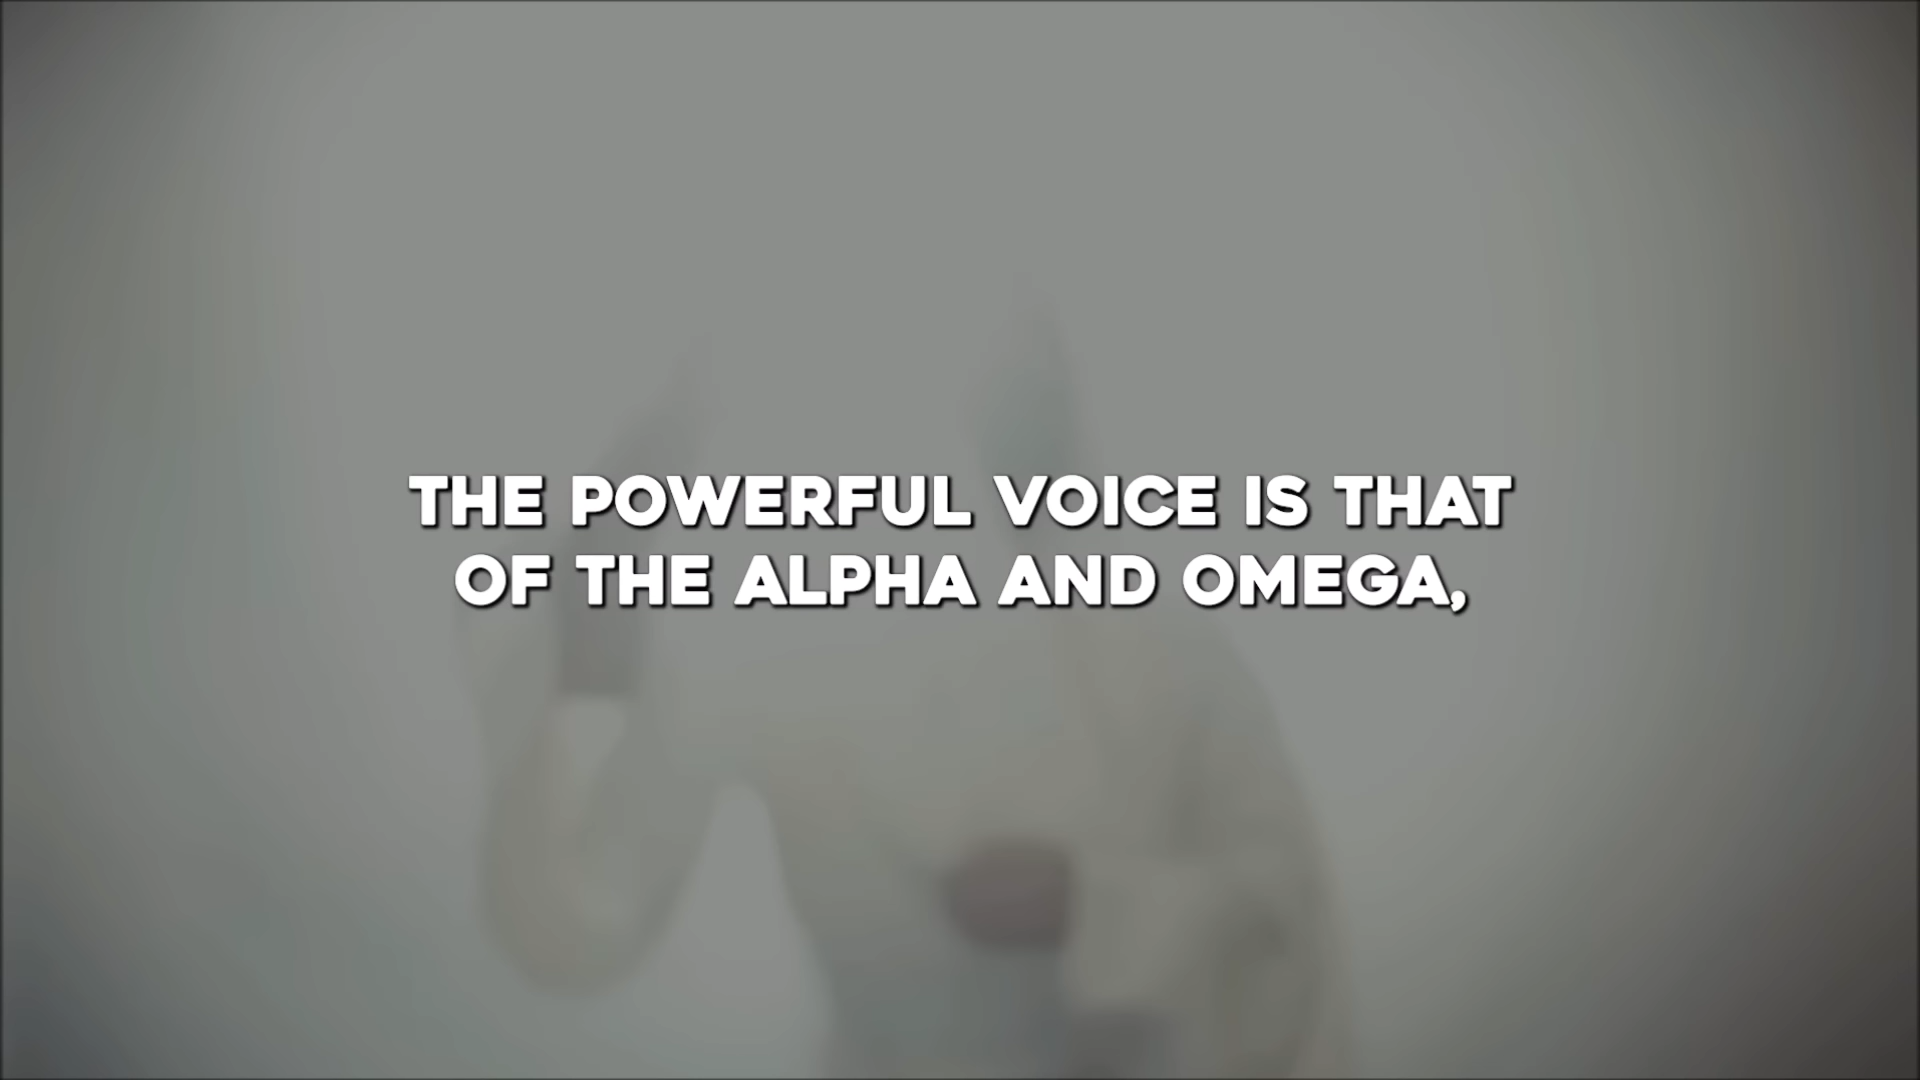 THE POWERFUL VOICE IS THAT
OF THE ALPHA AND OMEGA,